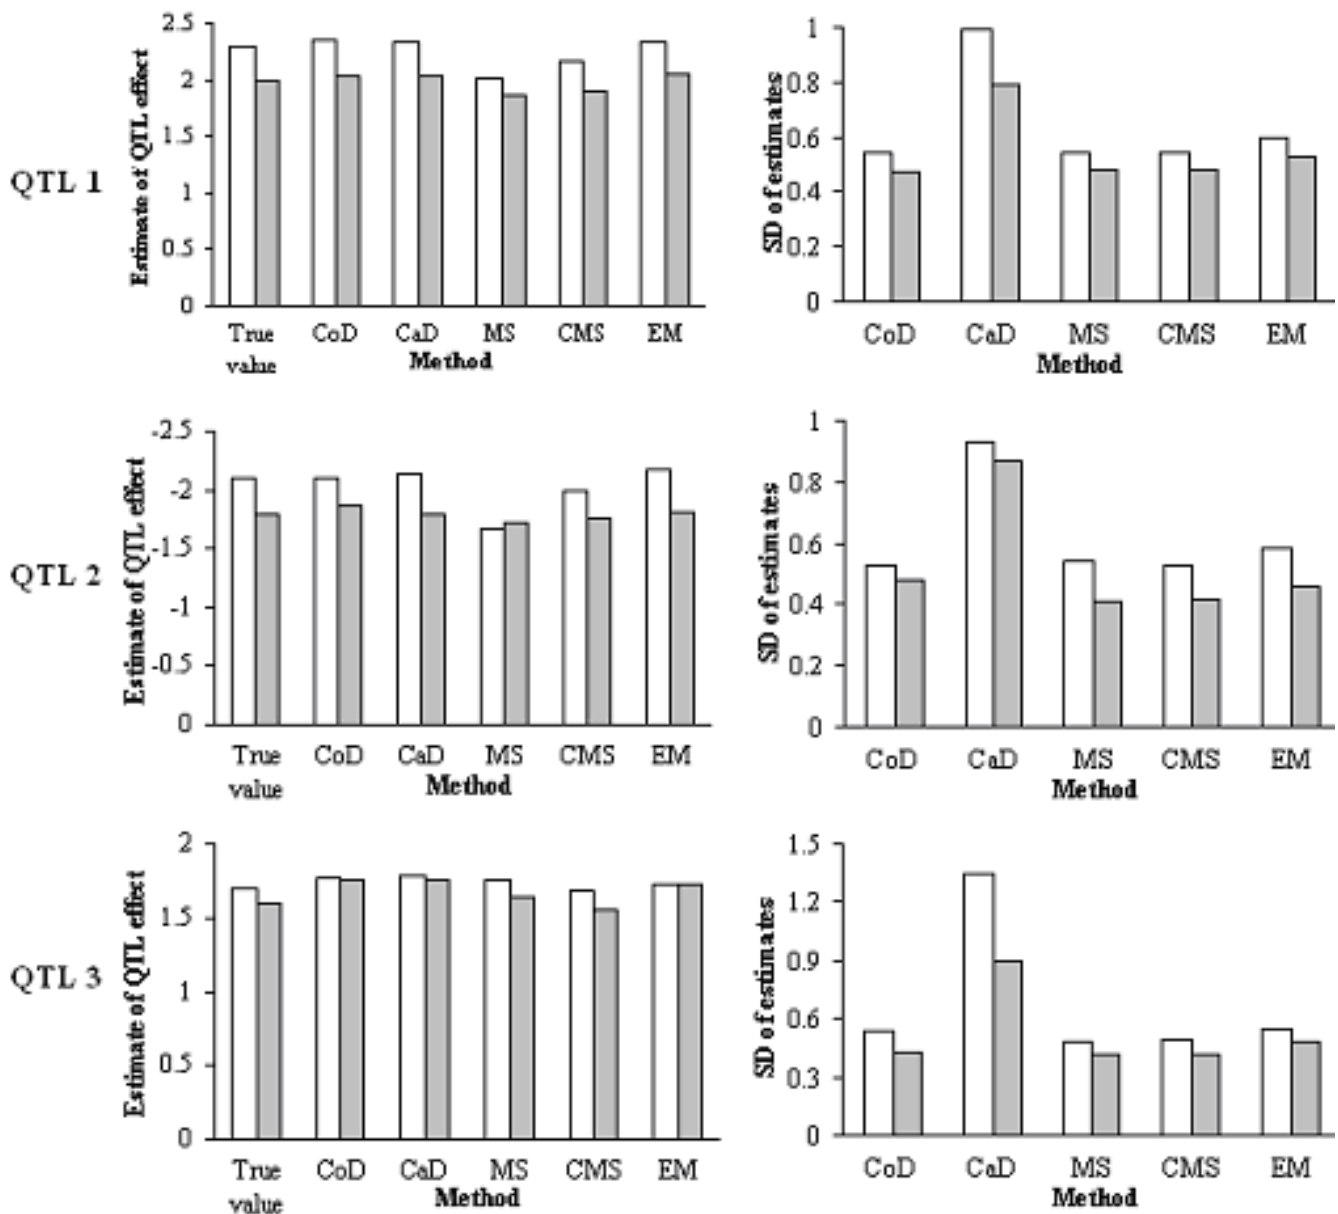 QTL 1
Estimate of QTL effect
2.5
2
1.5
1
0.5
0
True value
CoD
CaD
MS
CMS
EM
Method
SD of estimates
1
0.8
0.6
0.4
0.2
0
CoD
CaD
MS
CMS
EM
Method
QTL 2
Estimate of QTL effect
-2.5
-2
-1.5
-1
-0.5
0
True value
CoD
CaD
MS
CMS
EM
Method
SD of estimates
1
0.8
0.6
0.4
0.2
0
CoD
CaD
MS
CMS
EM
Method
QTL 3
Estimate of QTL effect
2
1.5
1
0.5
0
True value
CoD
CaD
MS
CMS
EM
Method
SD of estimates
1.5
1.2
0.9
0.6
0.3
0
CoD
CaD
MS
CMS
EM
Method